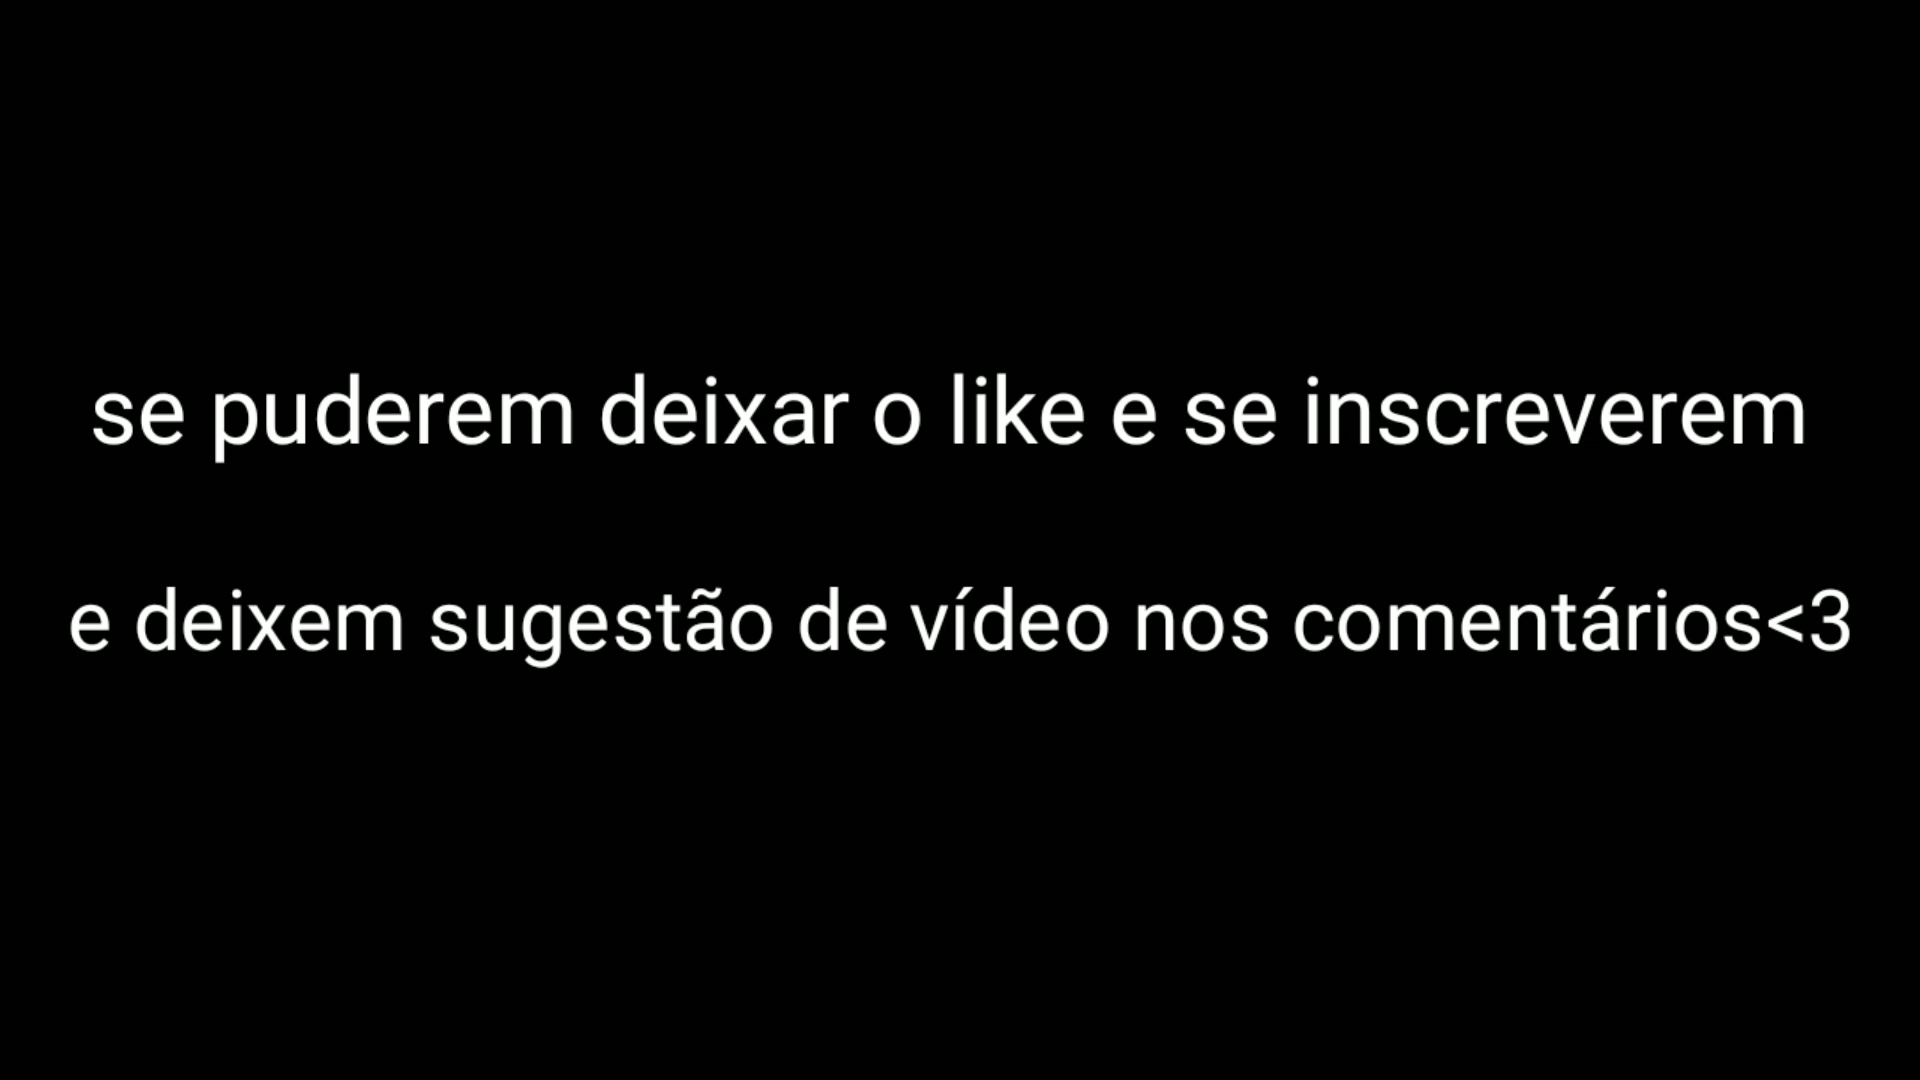 se puderem deixar o like e se inscreverem
e deixem sugestão de vídeo nos comentários<3